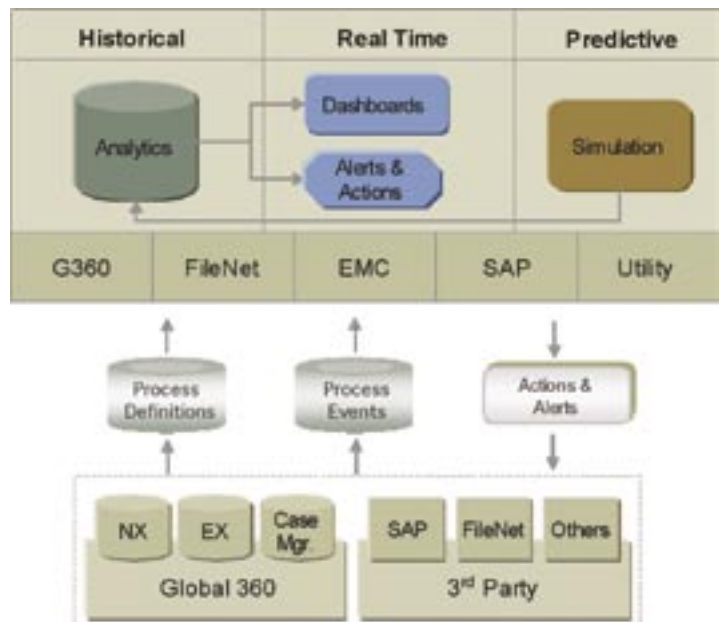 Historical
Real Time
Predictive
Analytics
Dashboards
Alerts &
Actions
Simulation
G360
FileNet
EMC
SAP
Utility
Process
Definitions
Process
Events
Actions &
Alerts
NX
EX
Case
Mgr.
Global 360
SAP
FileNet
Others
3rd Party